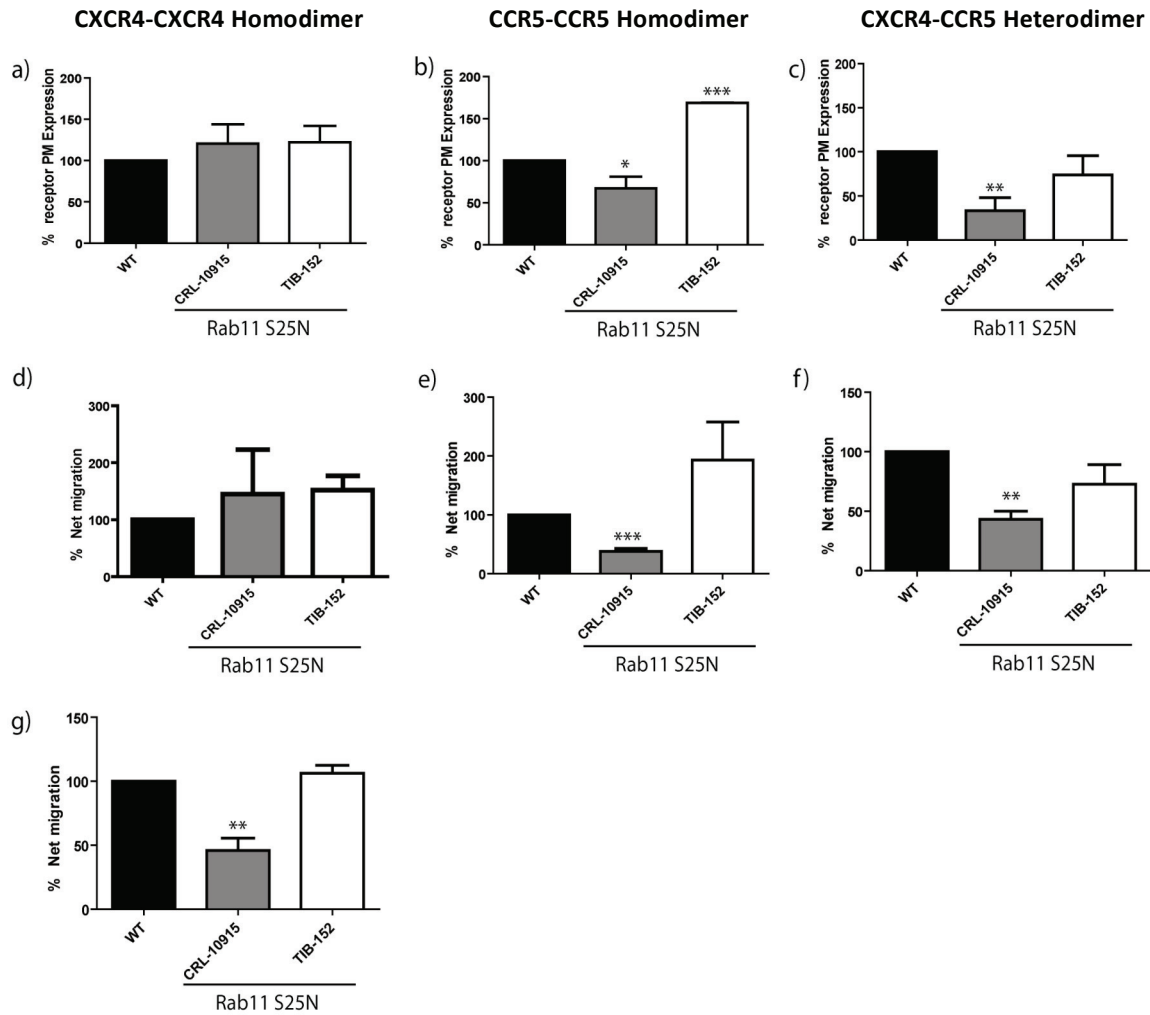 CXCR4-CXCR4 Homodimer
CCR5-CCR5 Homodimer
CXCR4-CCR5 Heterodimer
a)
% receptor PM Expression
200
150
100
50
0
WT
CRL-10915
TIB-152
Rab11 S25N
b)
% receptor PM Expression
200
150
100
50
0
*
***
WT
CRL-10915
TIB-152
Rab11 S25N
c)
% receptor PM Expression
200
150
100
50
0
**
WT
CRL-10915
TIB-152
Rab11 S25N
d)
% Net migration
300
200
100
0
WT
CRL-10915
TIB-152
Rab11 S25N
e)
% Net migration
300
200
100
0
***
WT
CRL-10915
TIB-152
Rab11 S25N
f)
% Net migration
150
100
50
0
**
WT
CRL-10915
TIB-152
Rab11 S25N
g)
% Net migration
150
100
50
0
**
WT
CRL-10915
TIB-152
Rab11 S25N